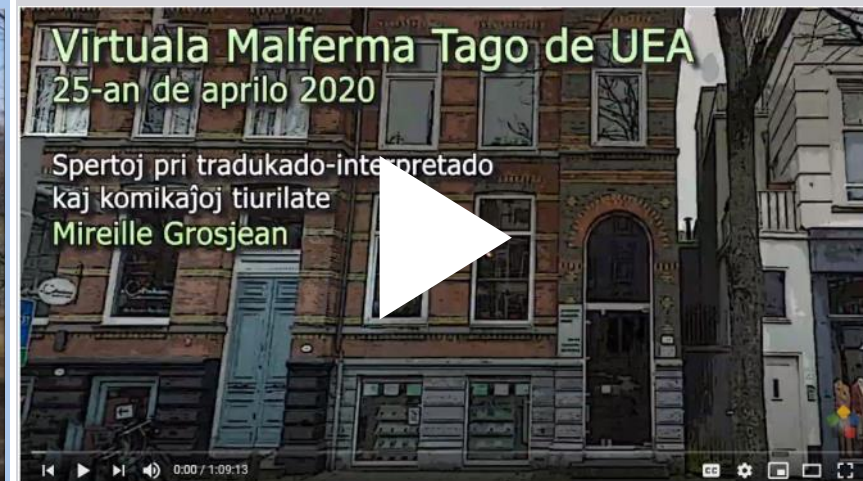 Virtuala Malferma Tago de UEA
25-an de aprilo 2020
Spertoj pri tradukado-interpretado
kaj komikaĵoj tiurilate
Mireille Grosjean
0:00 / 1:09:13
CC